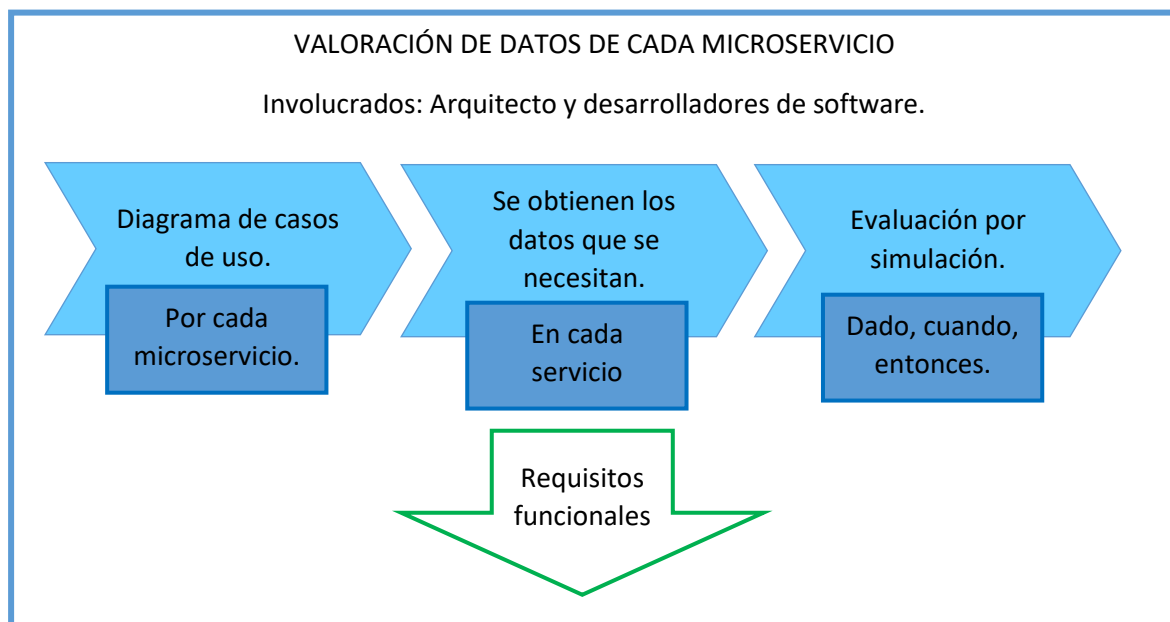 VALORACIÓN DE DATOS DE CADA MICROSERVICIO
Involucrados: Arquitecto y desarrolladores de software.
Diagrama de casos
de uso.
Por cada
microservicio.
Se obtienen los
datos que se
necesitan.
En cada
servicio
Evaluación por
simulación.
Dado, cuando,
entonces.
Requisitos
funcionales